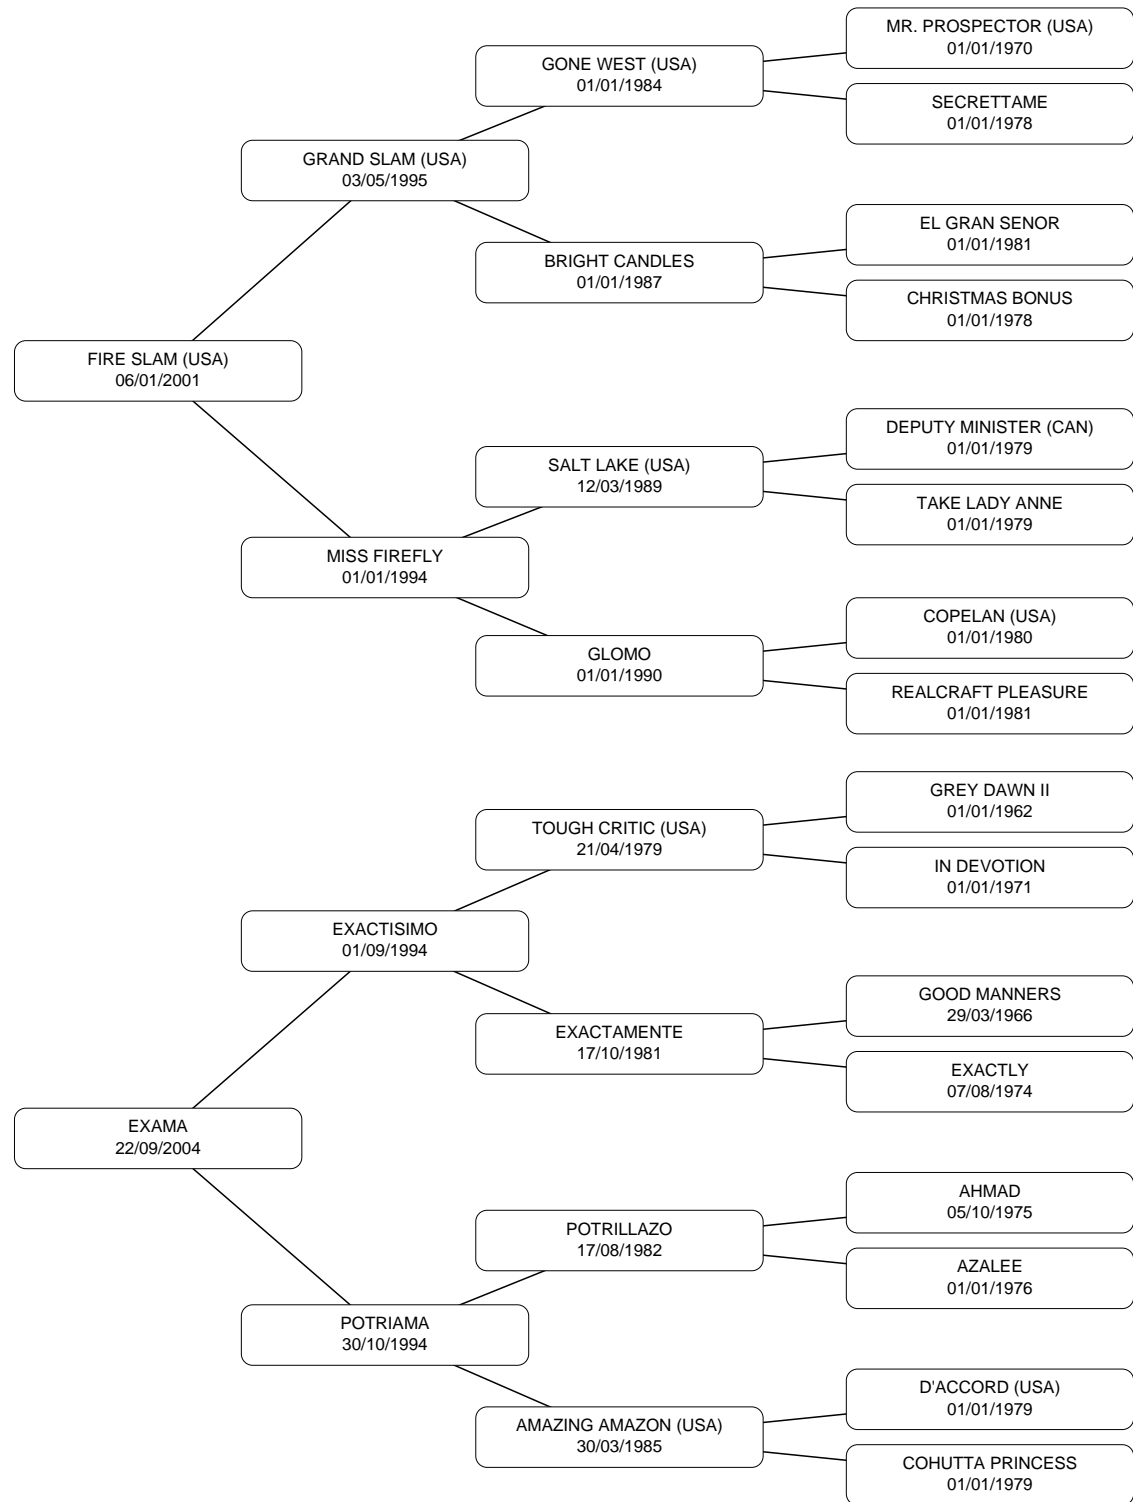 MR. PROSPECTOR (USA)
01/01/1970
GONE WEST (USA)
01/01/1984
SECRETTAME
01/01/1978
GRAND SLAM (USA)
03/05/1995
EL GRAN SENOR
01/01/1981
BRIGHT CANDLES
01/01/1987
CHRISTMAS BONUS
01/01/1978
FIRE SLAM (USA)
06/01/2001
DEPUTY MINISTER (CAN)
01/01/1979
SALT LAKE (USA)
12/03/1989
TAKE LADY ANNE
01/01/1979
MISS FIREFLY
01/01/1994
COPELAN (USA)
01/01/1980
GLOMO
01/01/1990
REALCRAFT PLEASURE
01/01/1981
GREY DAWN II
01/01/1962
TOUGH CRITIC (USA)
21/04/1979
IN DEVOTION
01/01/1971
EXACTISIMO
01/09/1994
GOOD MANNERS
29/03/1966
EXACTAMENTE
17/10/1981
EXACTLY
07/08/1974
EXAMA
22/09/2004
AHMAD
05/10/1975
POTRILLAZO
17/08/1982
AZALEE
01/01/1976
POTRIAMA
30/10/1994
D'ACCORD (USA)
01/01/1979
AMAZING AMAZON (USA)
30/03/1985
COHUTTA PRINCESS
01/01/1979